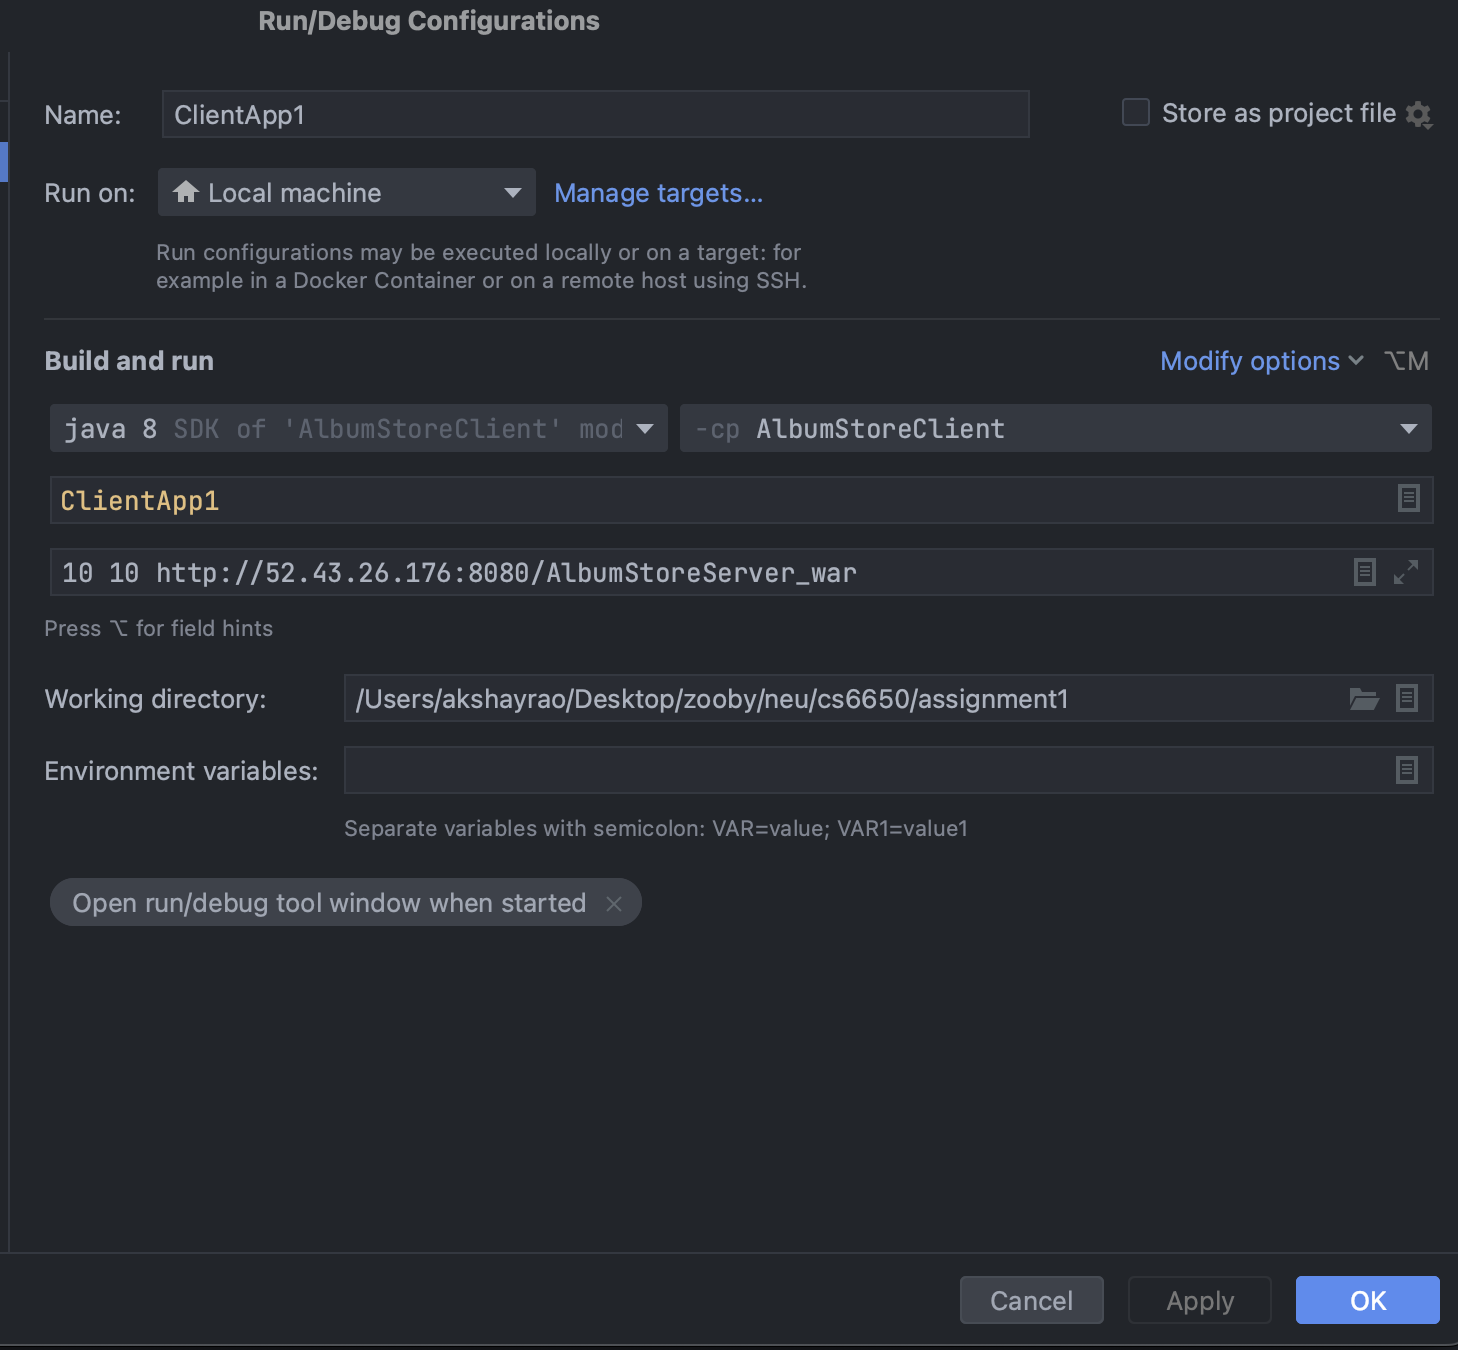 Run/Debug Configurations
Name: ClientApp1 Store as project file
Run on: Local machine Manage targets...
Run configurations may be executed locally or on a target: for
example in a Docker Container or on a remote host using SSH.
Build and run Modify options ⌥M
java 8 SDK of 'AlbumStoreClient' mod -cp AlbumStoreClient
ClientApp1
10 10 http://52.43.26.176:8080/AlbumStoreServer_war
Press ⌥ for field hints
Working directory: /Users/akshayrao/Desktop/zooby/neu/cs6650/assignment1
Environment variables:
Separate variables with semicolon: VAR=value; VAR1=value1
Open run/debug tool window when started
Cancel Apply OK